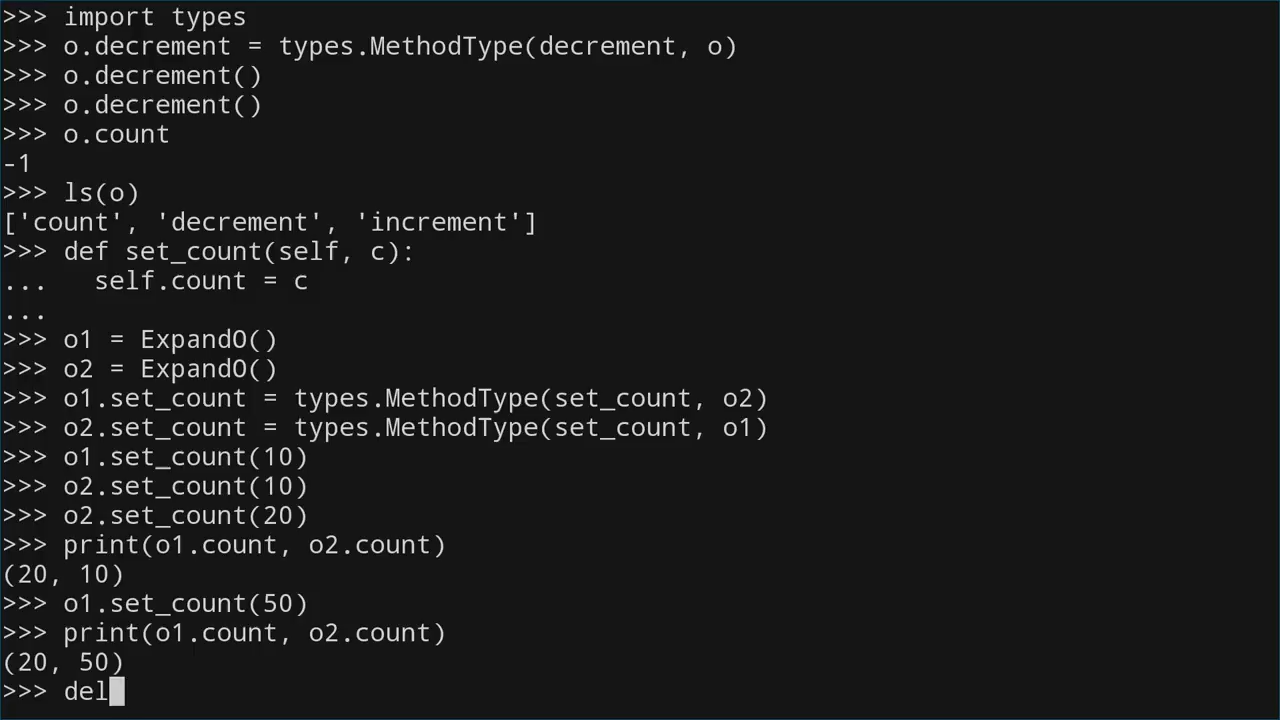 >>> import types
>>> o.decrement = types.MethodType(decrement, o)
>>> o.decrement()
>>> o.decrement()
>>> o.count
-1
>>> ls(o)
['count', 'decrement', 'increment']
>>> def set_count(self, c):
...   self.count = c
...
>>> o1 = ExpandO()
>>> o2 = ExpandO()
>>> o1.set_count = types.MethodType(set_count, o2)
>>> o2.set_count = types.MethodType(set_count, o1)
>>> o1.set_count(10)
>>> o2.set_count(10)
>>> o2.set_count(20)
>>> print(o1.count, o2.count)
(20, 10)
>>> o1.set_count(50)
>>> print(o1.count, o2.count)
(20, 50)
>>> del